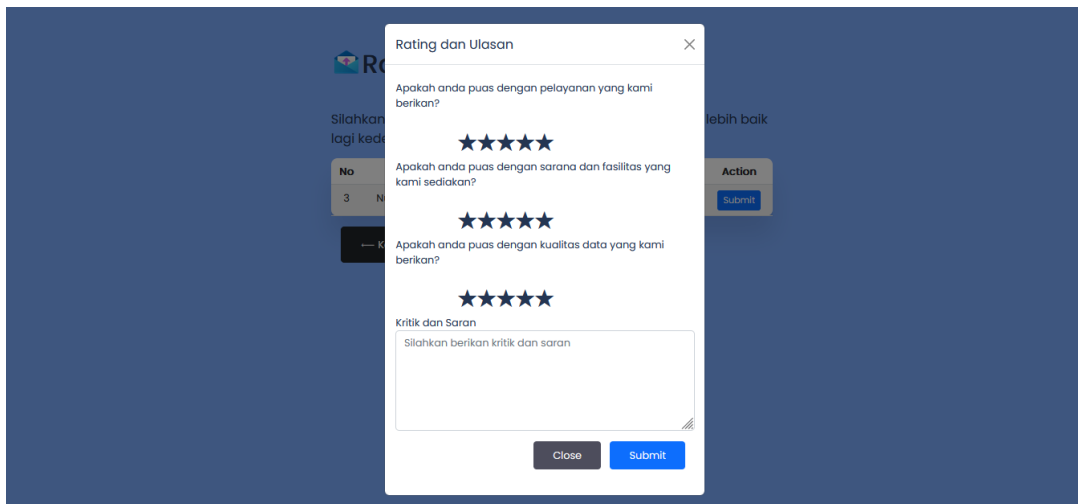 Rating dan Ulasan
Apakah anda puas dengan pelayanan yang kami
berikan?
Silahkan
lebih baik
lagi
Apakah anda puas dengan sarana dan fasilitas yang
kami sediakan?
No
Action
3
Submit
Apakah anda puas dengan kualitas data yang kami
berikan?
Kritik dan Saran
Silahkan berikan kritik dan saran
Close
Submit